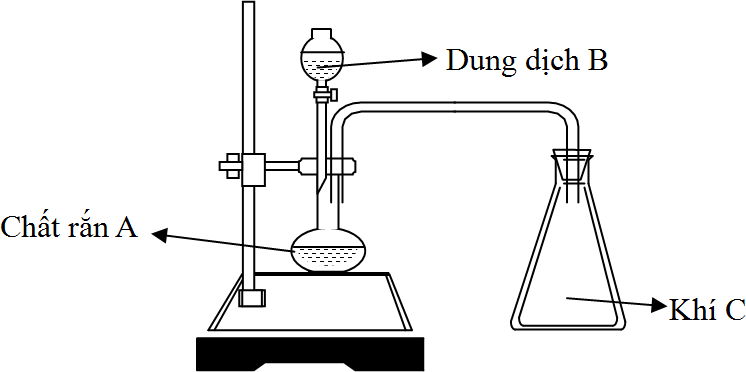 Dung dịch B
Chất rắn A
Khí C